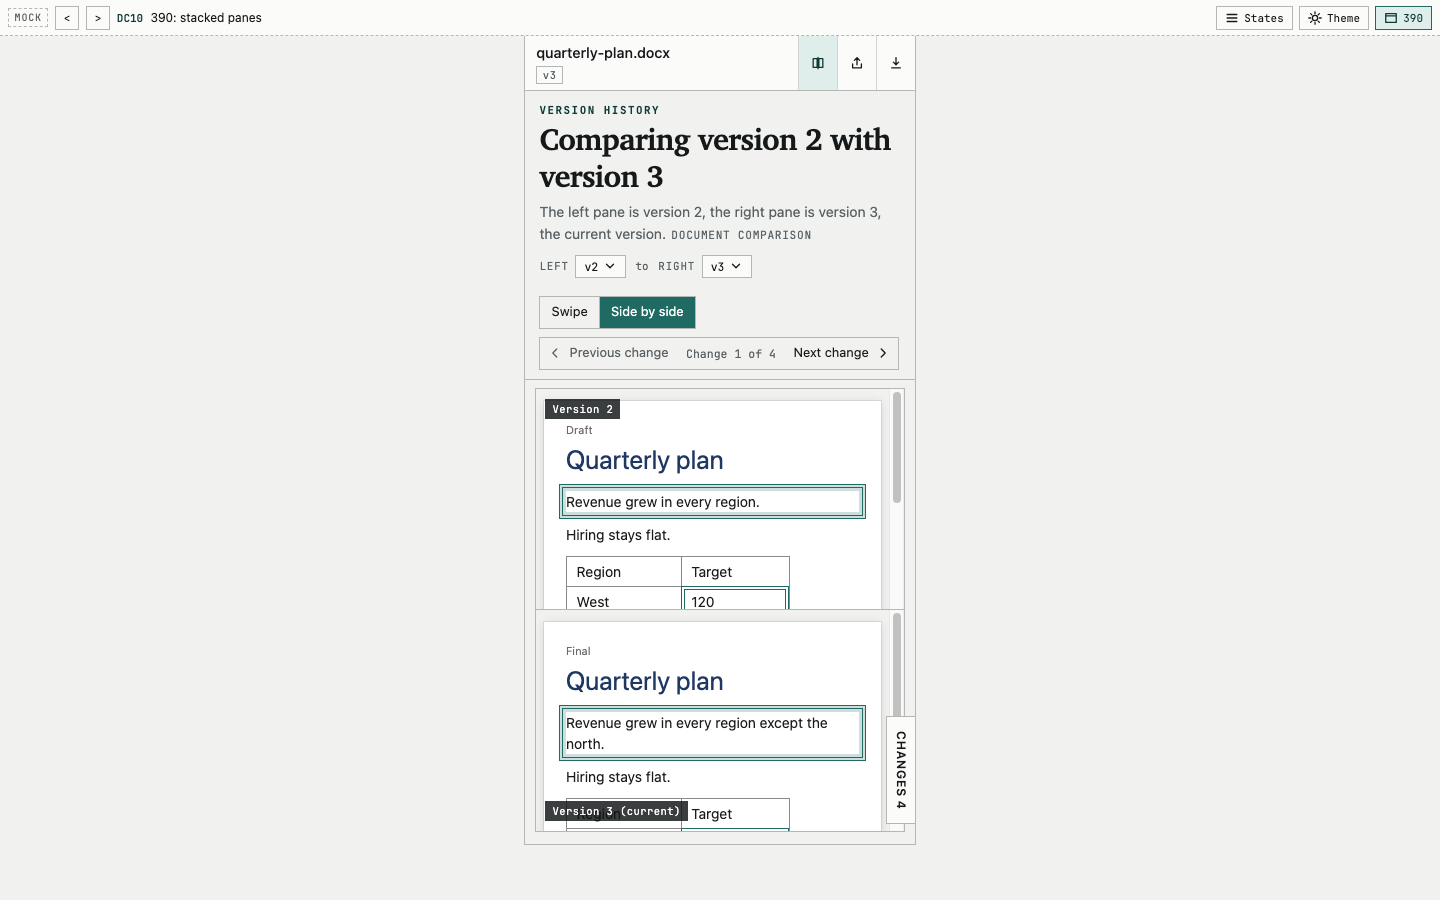 MOCK < > DC10 390: stacked panes States Theme 390
quarterly-plan.docx
v3
VERSION HISTORY
Comparing version 2 with
version 3
The left pane is version 2, the right pane is version 3,
the current version. DOCUMENT COMPARISON
LEFT v2 to RIGHT v3
Swipe Side by side
Previous change Change 1 of 4 Next change
Version 2
Draft
Quarterly plan
Revenue grew in every region.
Hiring stays flat.
Region Target
West 120
Final
Quarterly plan
Revenue grew in every region except the
north.
Hiring stays flat.
Version 3 (current)
Region Target
CHANGES 4